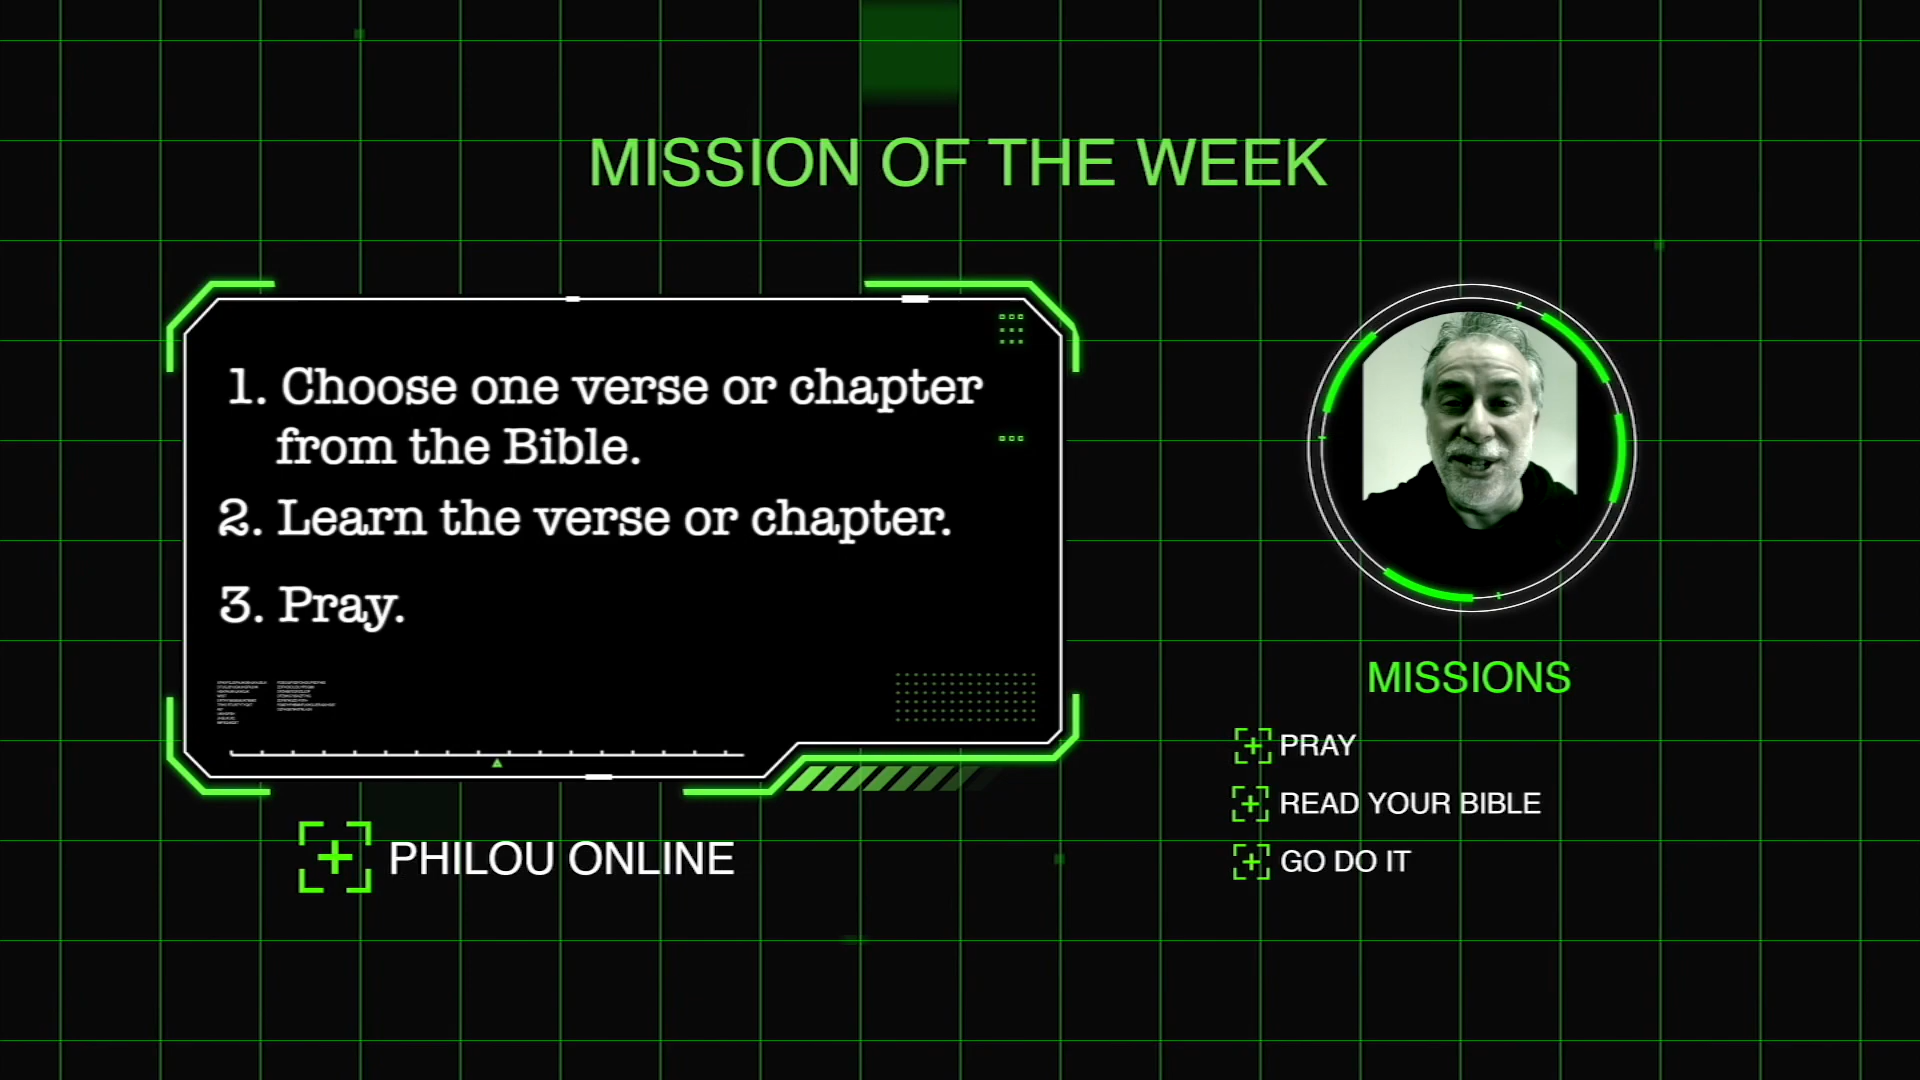 MISSION OF THE WEEK
1. Choose one verse or chapter
from the Bible.
2. Learn the verse or chapter.
3. Pray.
PHILOU ONLINE
MISSIONS
PRAY
READ YOUR BIBLE
GO DO IT